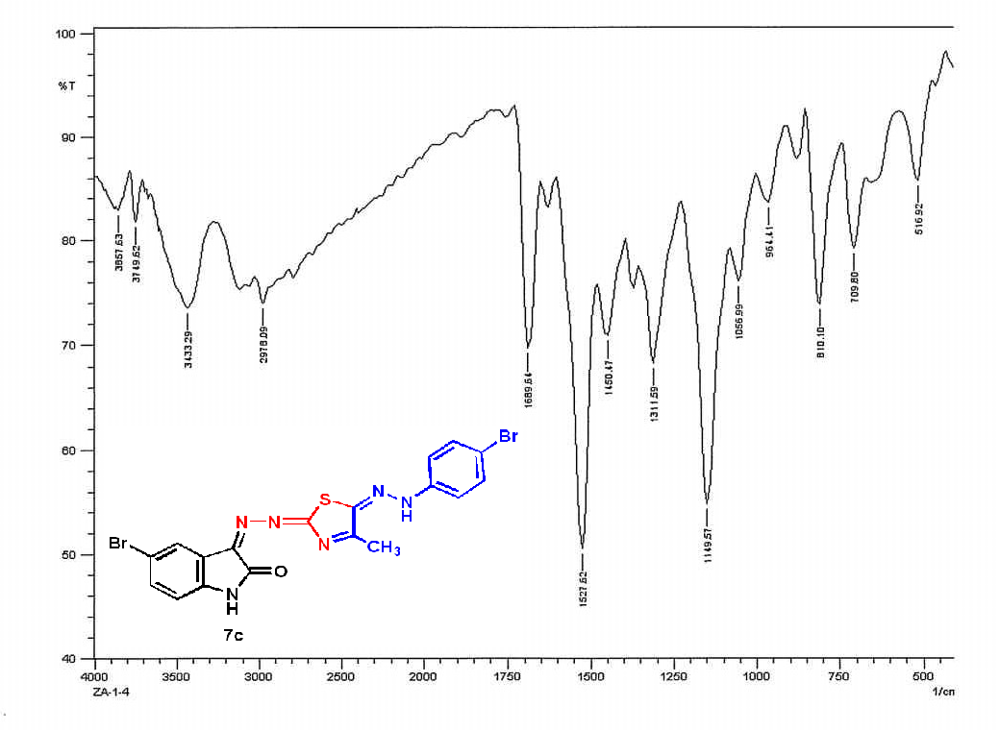 100
%T
90
80
70
60
50
40
3857.63
3749.62
3433.29
2978.09
1689.64
1527.62
1450.47
1311.59
1149.57
1055.99
964.41
810.10
709.80
516.92
Br
N
N
H
S
N
N
N
CH3
Br
O
N
H
7c
4000 3500 3000 2500 2000 1750 1500 1250 1000 750 500
ZA-1-4 1/cm